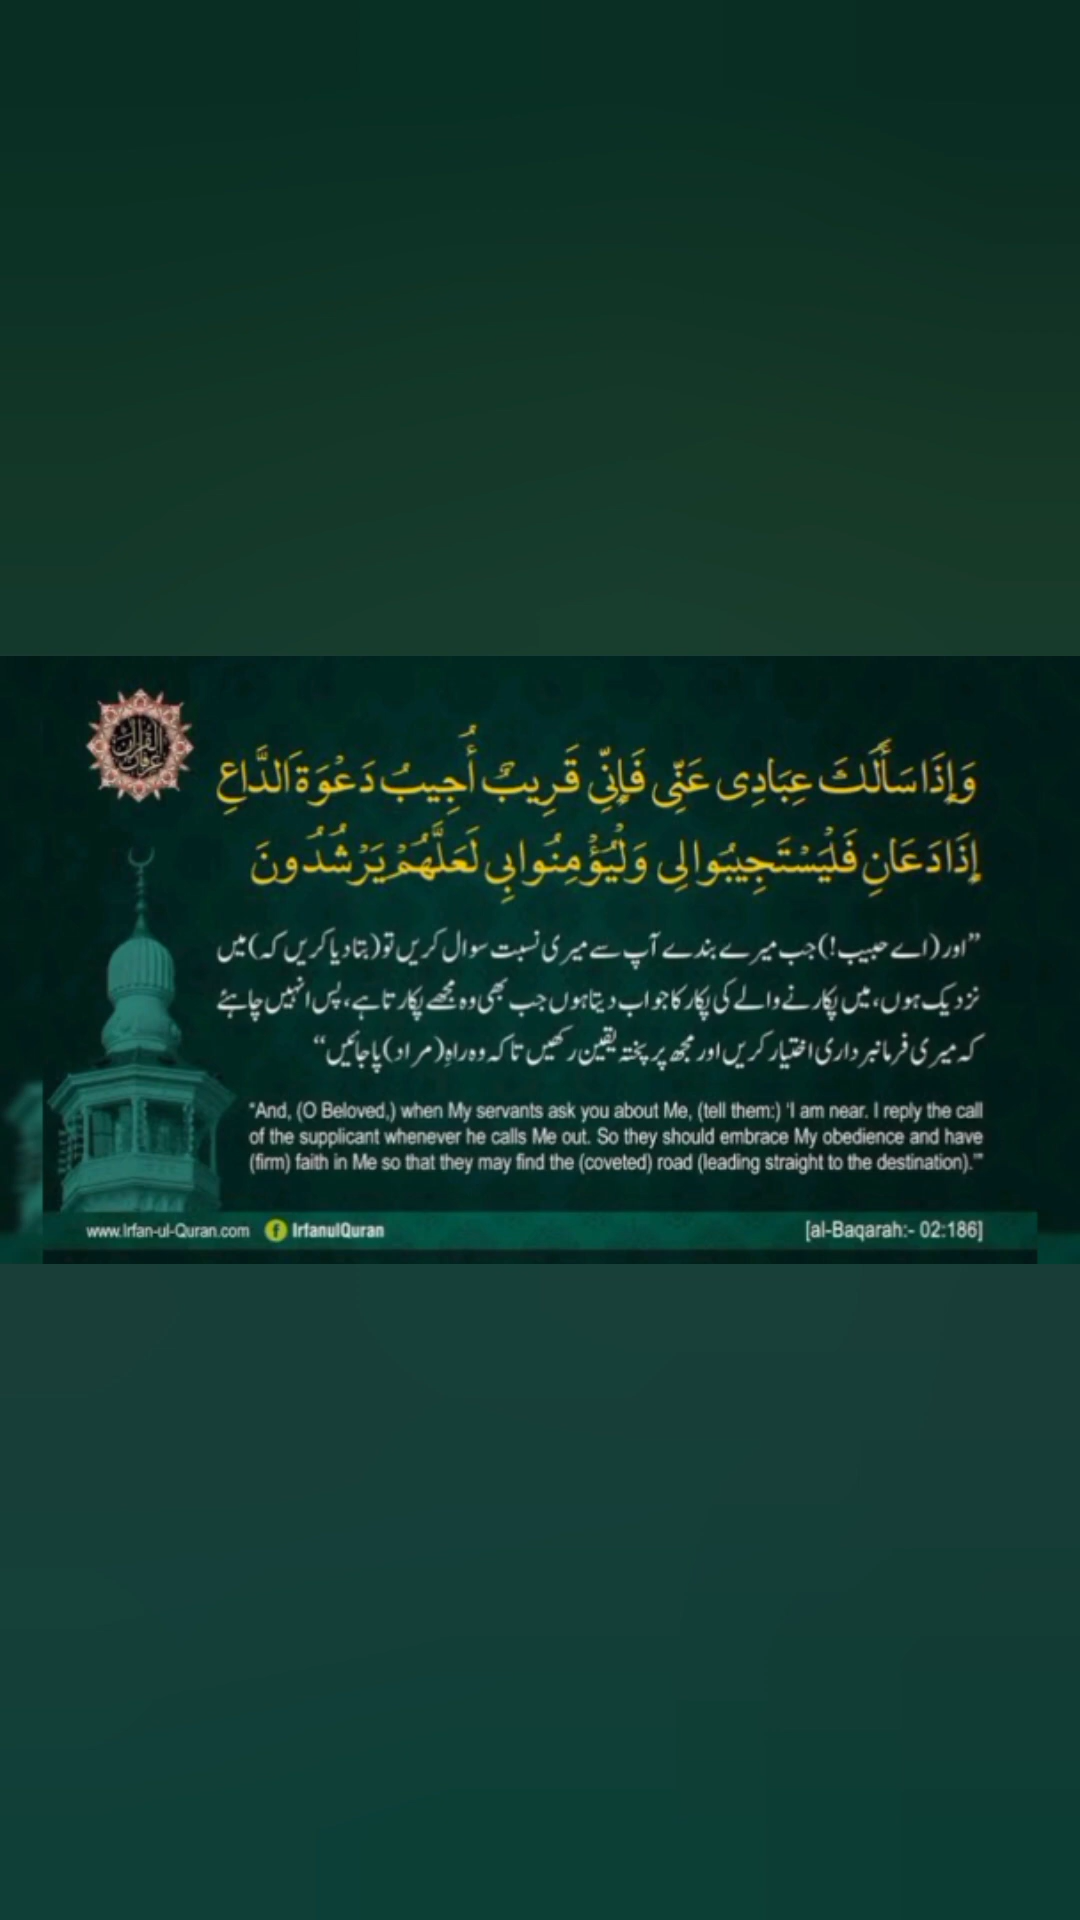 عرفان القرآن
وَإِذَا سَأَلَكَ عِبَادِى عَنِّى فَإِنِّى قَرِيبٌ أُجِيبُ دَعْوَةَ الدَّاعِ
إِذَا دَعَانِ فَلْيَسْتَجِيبُوا لِى وَلْيُؤْمِنُوا بِى لَعَلَّهُمْ يَرْشُدُونَ
”اور (اے حبیب!) جب میرے بندے آپ سے میری نسبت سوال کریں تو (بتا دیا کریں کہ) میں
نزدیک ہوں، میں پکارنے والے کی پکار کا جواب دیتا ہوں جب بھی وہ مجھے پکارتا ہے، پس انہیں چاہئے
کہ میری فرمانبرداری اختیار کریں اور مجھ پر پختہ یقین رکھیں تاکہ وہ راہِ (مراد) پا جائیں“
“And, (O Beloved,) when My servants ask you about Me, (tell them:) ‘I am near. I reply the call
of the supplicant whenever he calls Me out. So they should embrace My obedience and have
(firm) faith in Me so that they may find the (coveted) road (leading straight to the destination).’”
www.Irfan-ul-Quran.com f IrfanulQuran [al-Baqarah:- 02:186]